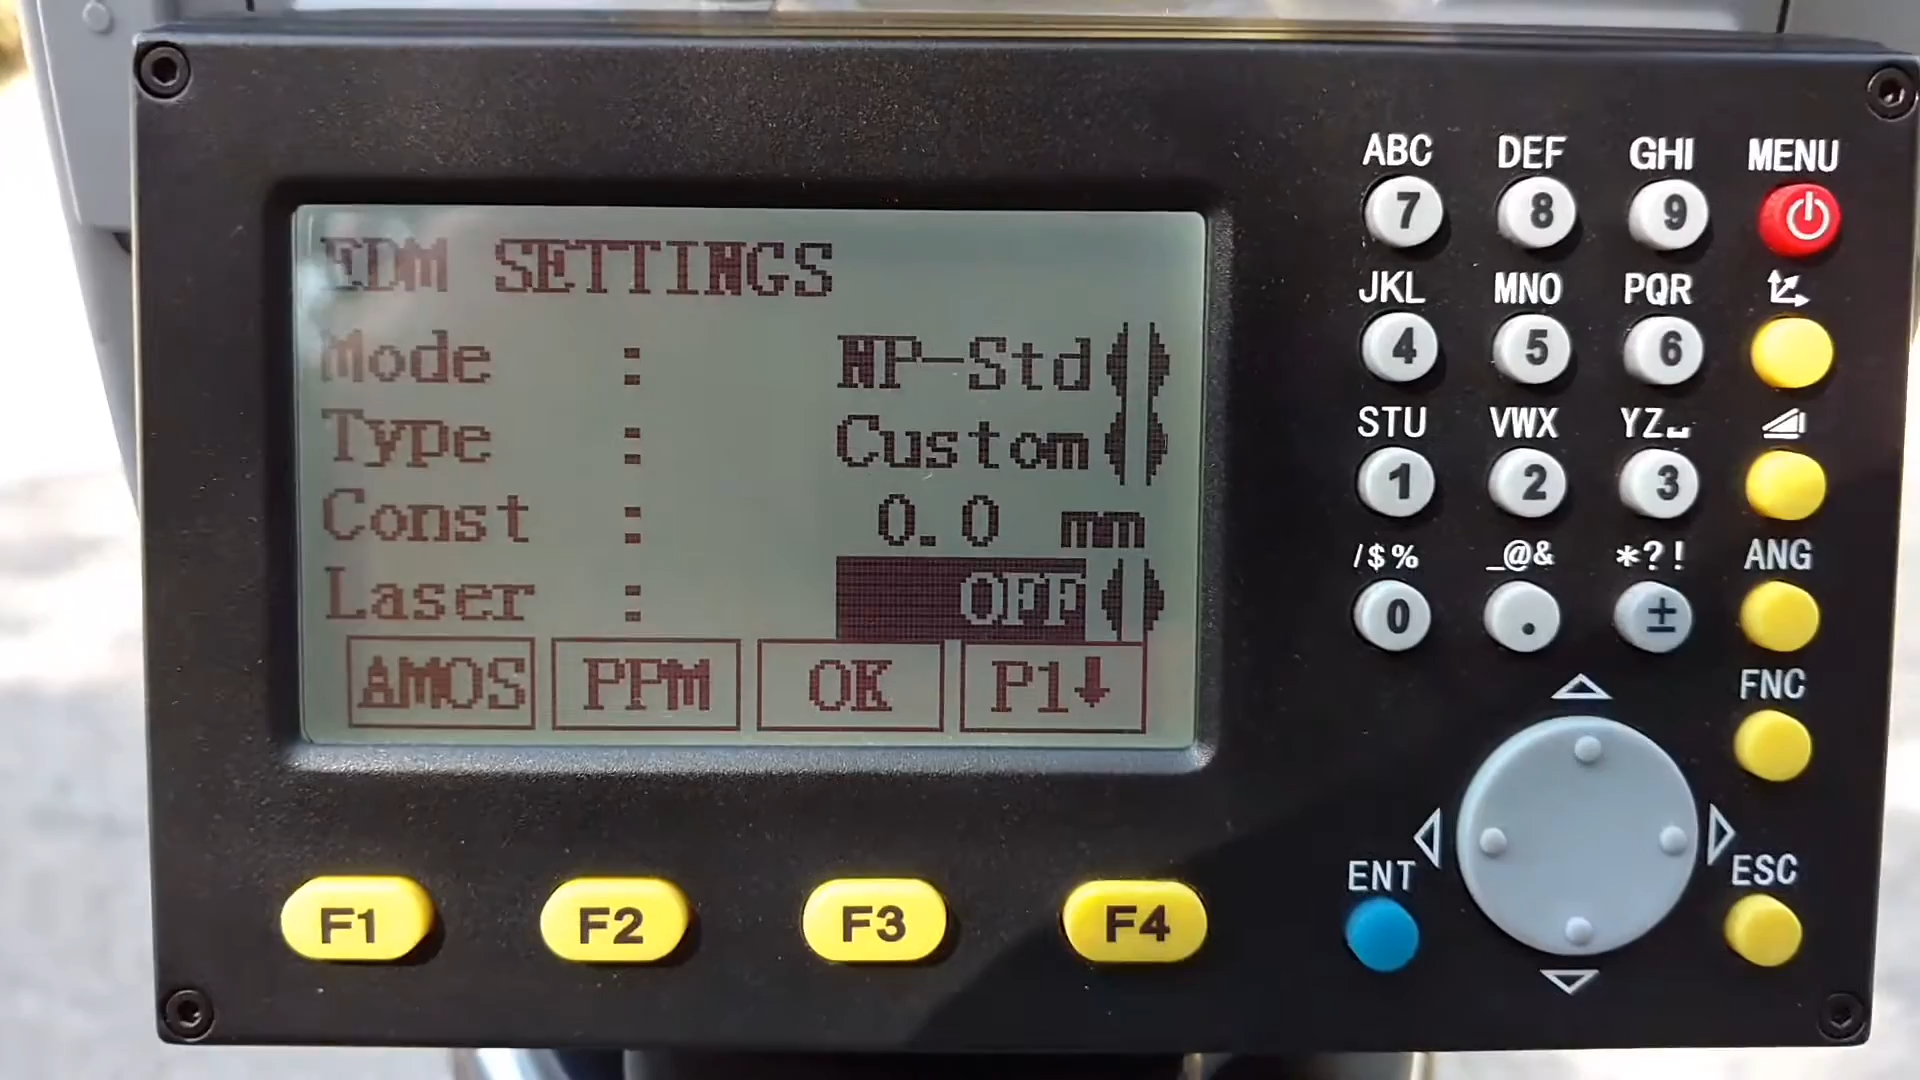 EDM SETTINGS
Mode : NP-Std
Type : Custom
Const : 0.0 mm
Laser : OFF
AMOS PPM OK P1↓
F1 F2 F3 F4
ABC DEF GHI MENU
7 8 9
JKL MNO PQR
4 5 6
STU VWX YZ␣
1 2 3
/$% _@& *?! ANG
0 . ±
FNC
ENT ESC